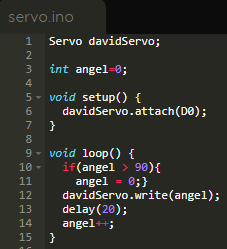 servo.ino
1 Servo davidServo;
2
3 int angel=0;
4
5 void setup() {
6   davidServo.attach(D0);
7 }
8
9 void loop() {
10   if(angel > 90){
11     angel = 0;}
12   davidServo.write(angel);
13   delay(20);
14   angel++;
15 }